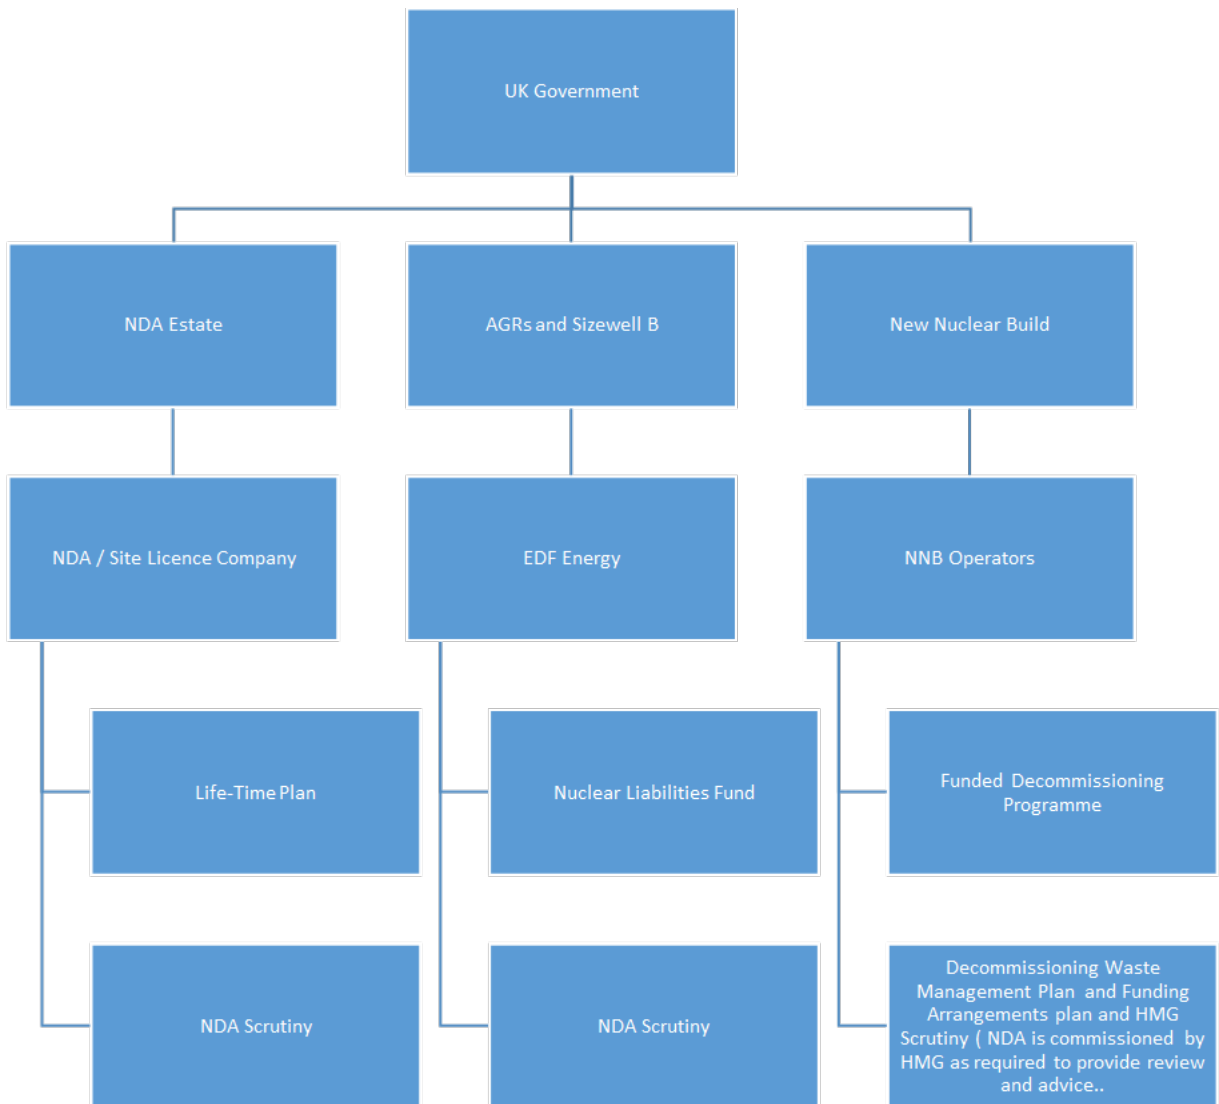 UK Government
NDA Estate
AGRs and Sizewell B
New Nuclear Build
NDA / Site Licence Company
EDF Energy
NNB Operators
Life-Time Plan
Nuclear Liabilities Fund
Funded Decommissioning
Programme
NDA Scrutiny
NDA Scrutiny
Decommissioning Waste
Management Plan and Funding
Arrangements plan and HMG
Scrutiny ( NDA is commissioned by
HMG as required to provide review
and advice..